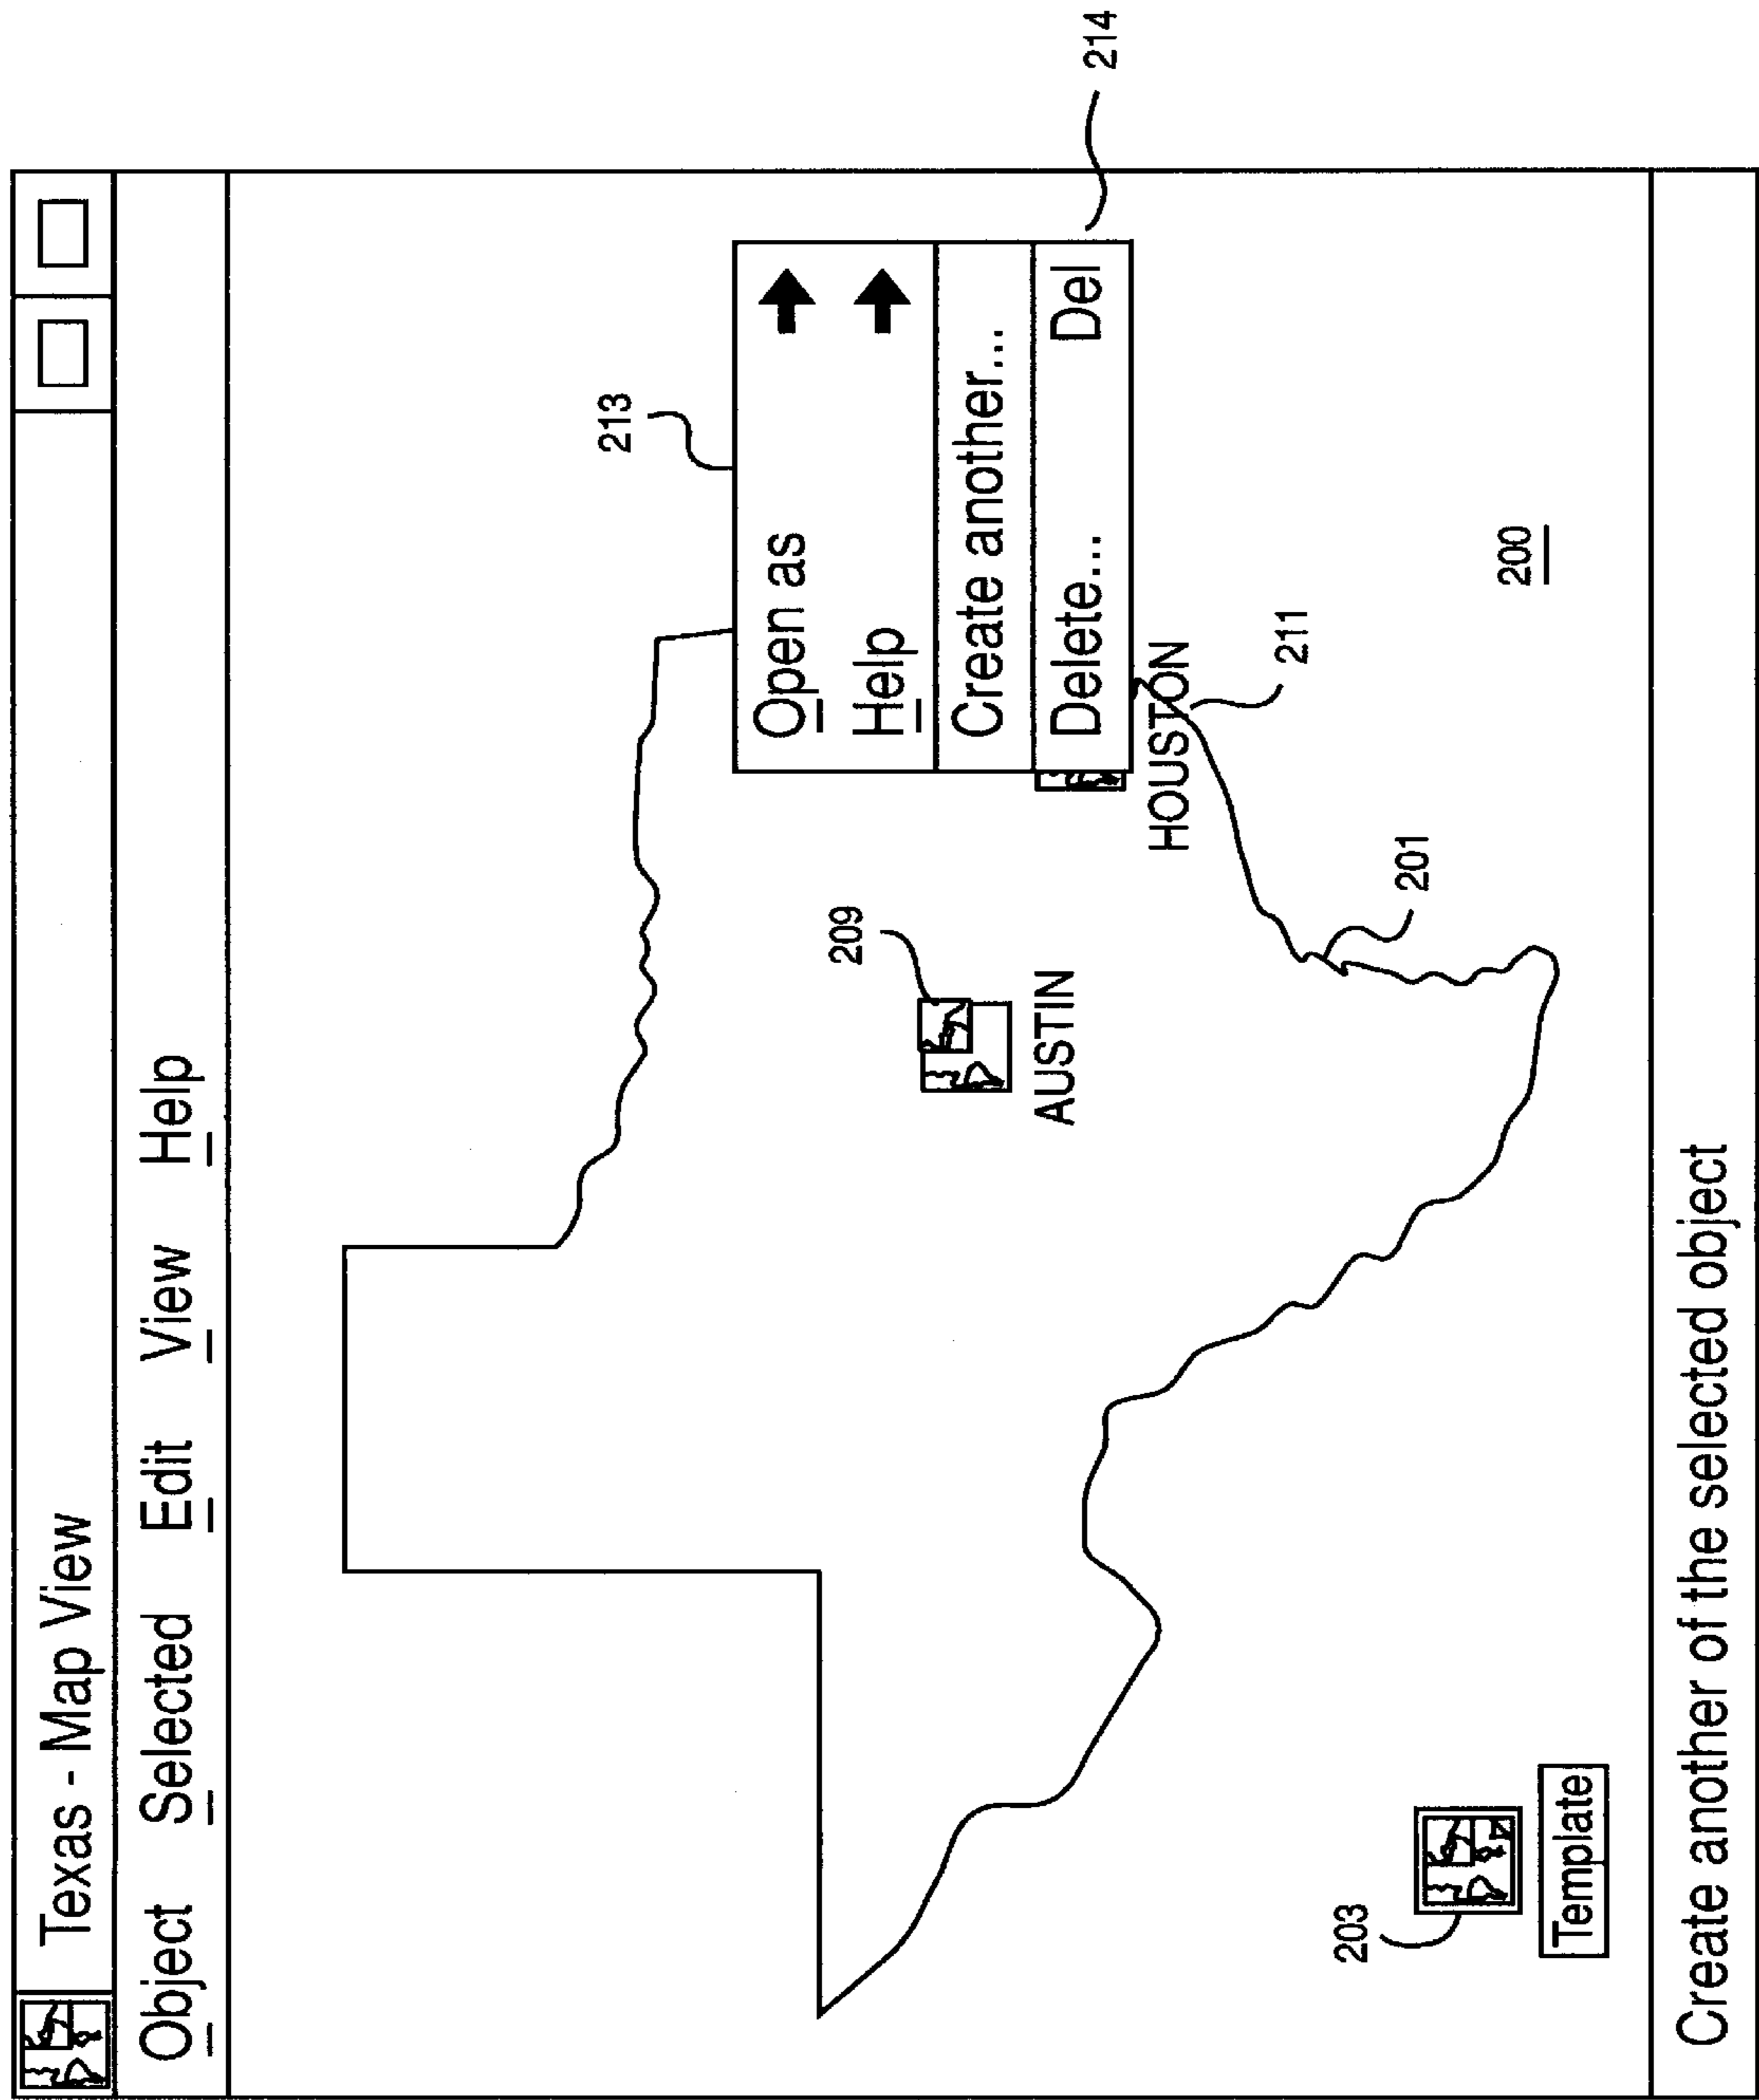 Texas - Map View
Object Selected Edit View Help
213
Open as
Help
Create another...
Delete... Del
214
209
AUSTIN
HOUSTON
211
201
200
203
Template
Create another of the selected object